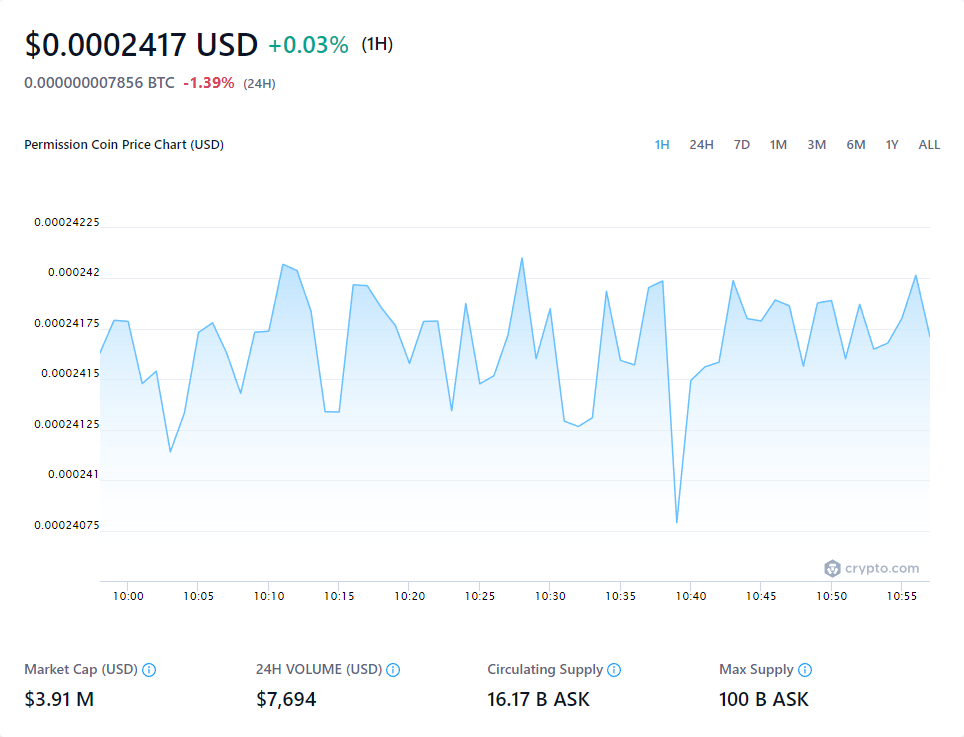 $0.0002417 USD +0.03% (1H)
0.000000007856 BTC -1.39% (24H)
Permission Coin Price Chart (USD)
1H 24H 7D 1M 3M 6M 1Y ALL
0.00024225
0.000242
0.00024175
0.0002415
0.00024125
0.000241
0.00024075
crypto.com
10:00 10:05 10:10 10:15 10:20 10:25 10:30 10:35 10:40 10:45 10:50 10:55
Market Cap (USD) 24H VOLUME (USD) Circulating Supply Max Supply
$3.91 M $7,694 16.17 B ASK 100 B ASK